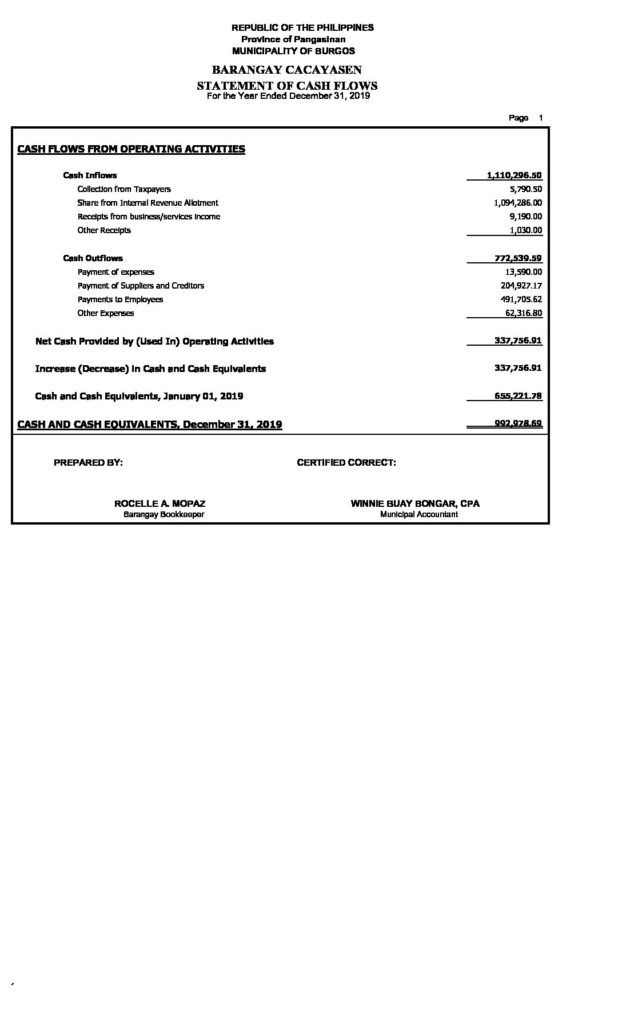 REPUBLIC OF THE PHILIPPINES
Province of Pangasinan
MUNICIPALITY OF BURGOS
BARANGAY CACAYASEN
STATEMENT OF CASH FLOWS
For the Year Ended December 31, 2019
Page 1
CASH FLOWS FROM OPERATING ACTIVITIES
Cash Inflows 1,110,296.50
Collection from Taxpayers 5,790.50
Share from Internal Revenue Allotment 1,094,286.00
Receipts from business/services income 9,190.00
Other Receipts 1,030.00
Cash Outflows 772,539.59
Payment of expenses 13,590.00
Payment of Suppliers and Creditors 204,927.17
Payments to Employees 491,705.62
Other Expenses 62,316.80
Net Cash Provided by (Used In) Operating Activities 337,756.91
Increase (Decrease) in Cash and Cash Equivalents 337,756.91
Cash and Cash Equivalents, January 01, 2019 655,221.78
CASH AND CASH EQUIVALENTS, December 31, 2019 992,978.69
PREPARED BY: CERTIFIED CORRECT:
ROCELLE A. MOPAZ WINNIE BUAY BONGAR, CPA
Barangay Bookkeeper Municipal Accountant